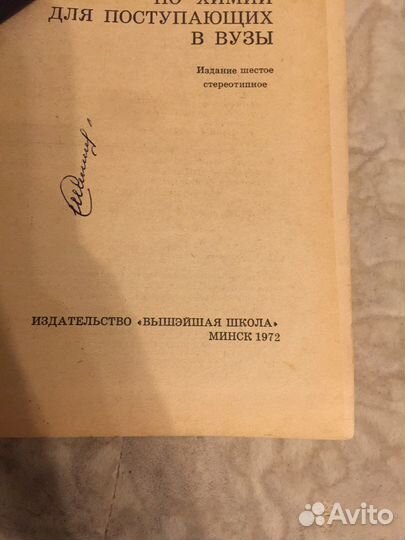 ПО ХИМИИ
ДЛЯ ПОСТУПАЮЩИХ
В ВУЗЫ
Издание шестое
стереотипное
ИЗДАТЕЛЬСТВО «ВЫШЭЙШАЯ ШКОЛА»
МИНСК 1972
Avito